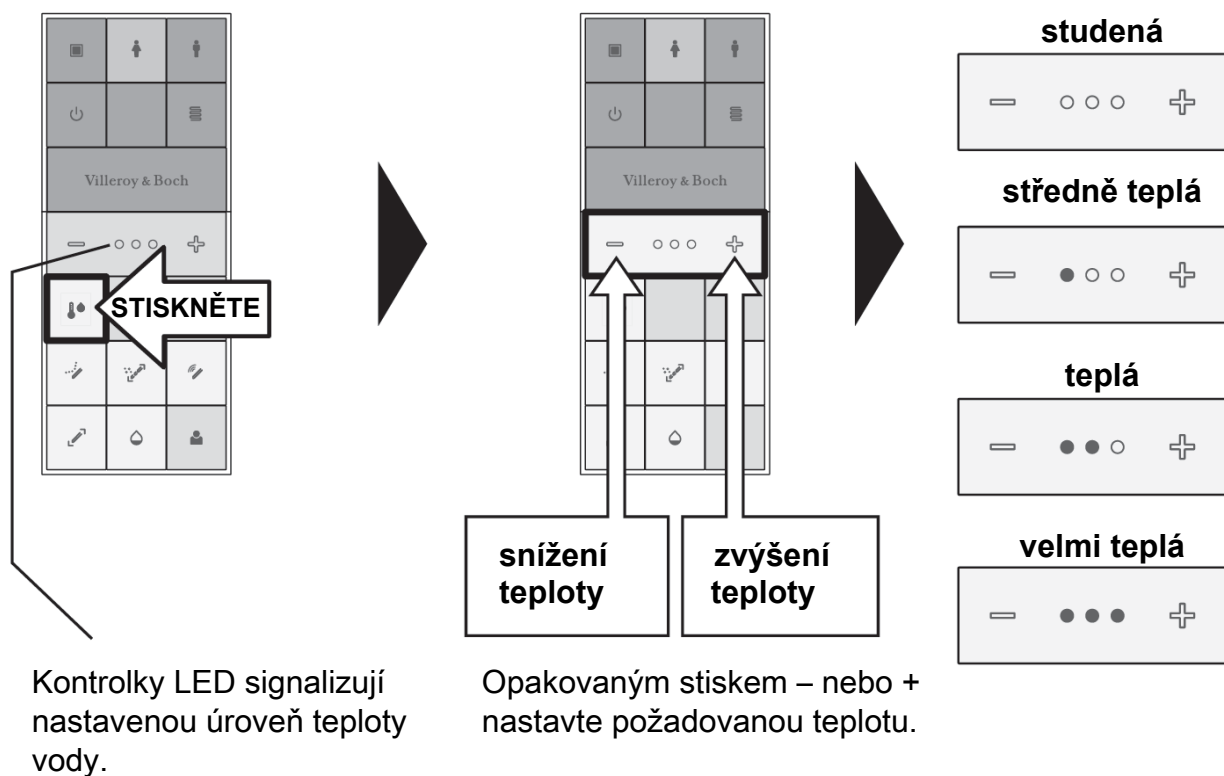 Villeroy & Boch
STISKNĚTE
Kontrolky LED signalizují
nastavenou úroveň teploty
vody.
Villeroy & Boch
snížení
teploty
zvýšení
teploty
Opakovaným stiskem – nebo +
nastavte požadovanou teplotu.
studená
středně teplá
teplá
velmi teplá